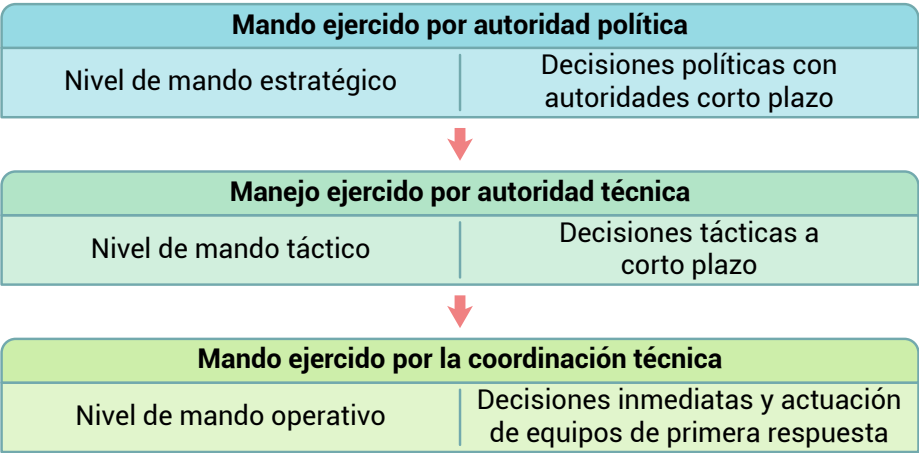 Mando ejercido por autoridad política
Nivel de mando estratégico
Decisiones políticas con
autoridades corto plazo
Manejo ejercido por autoridad técnica
Nivel de mando táctico
Decisiones tácticas a
corto plazo
Mando ejercido por la coordinación técnica
Nivel de mando operativo
Decisiones inmediatas y actuación
de equipos de primera respuesta